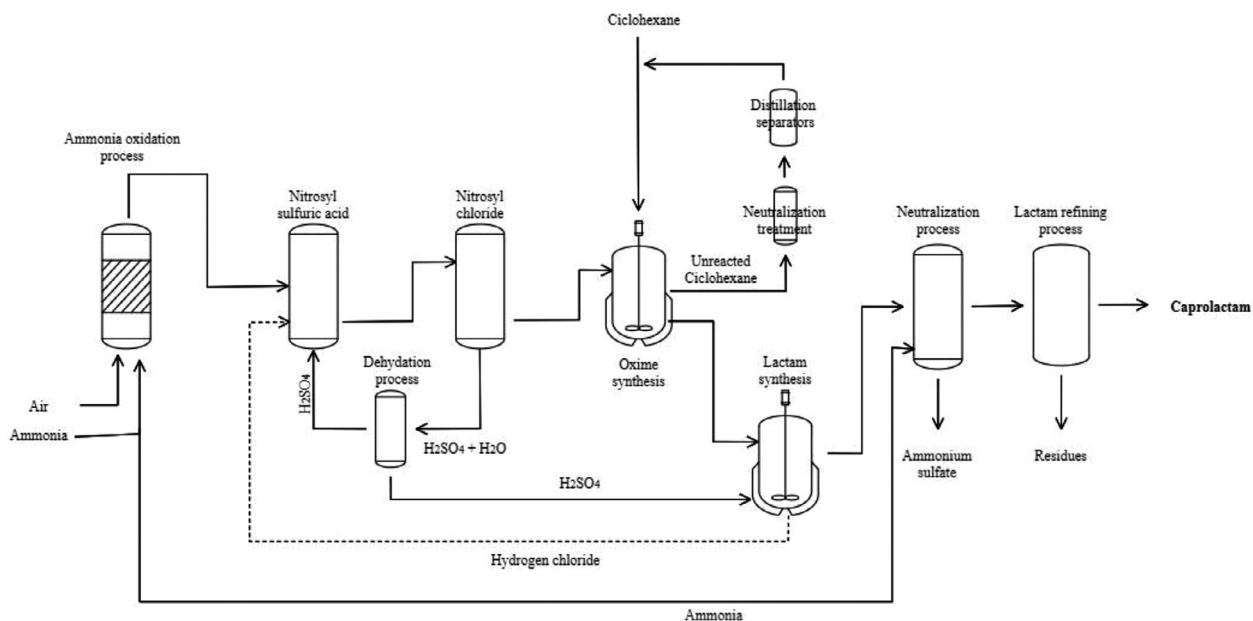 Ciclohexane
Distillation
separators
Ammonia oxidation
process
Nitrosyl
sulfuric acid
Nitrosyl
chloride
Neutralization
treatment
Neutralization
process
Lactam refining
process
Unreacted
Ciclohexane
Caprolactam
Dehydation
process
Oxime
synthesis
Lactam
synthesis
H2SO4
Air
Ammonia
H2SO4 + H2O
Ammonium
sulfate
Residues
H2SO4
Hydrogen chloride
Ammonia